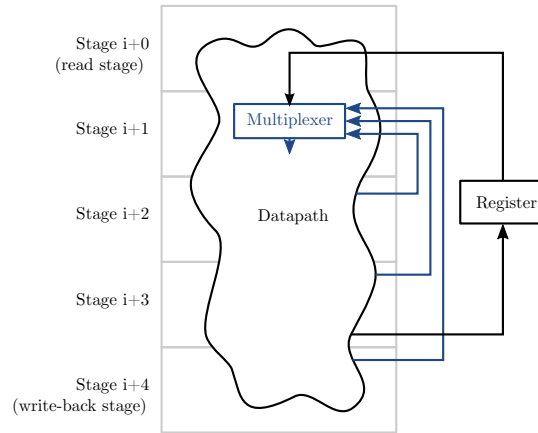 Stage i+0
(read stage)
Stage i+1
Multiplexer
Stage i+2
Datapath
Register
Stage i+3
Stage i+4
(write-back stage)